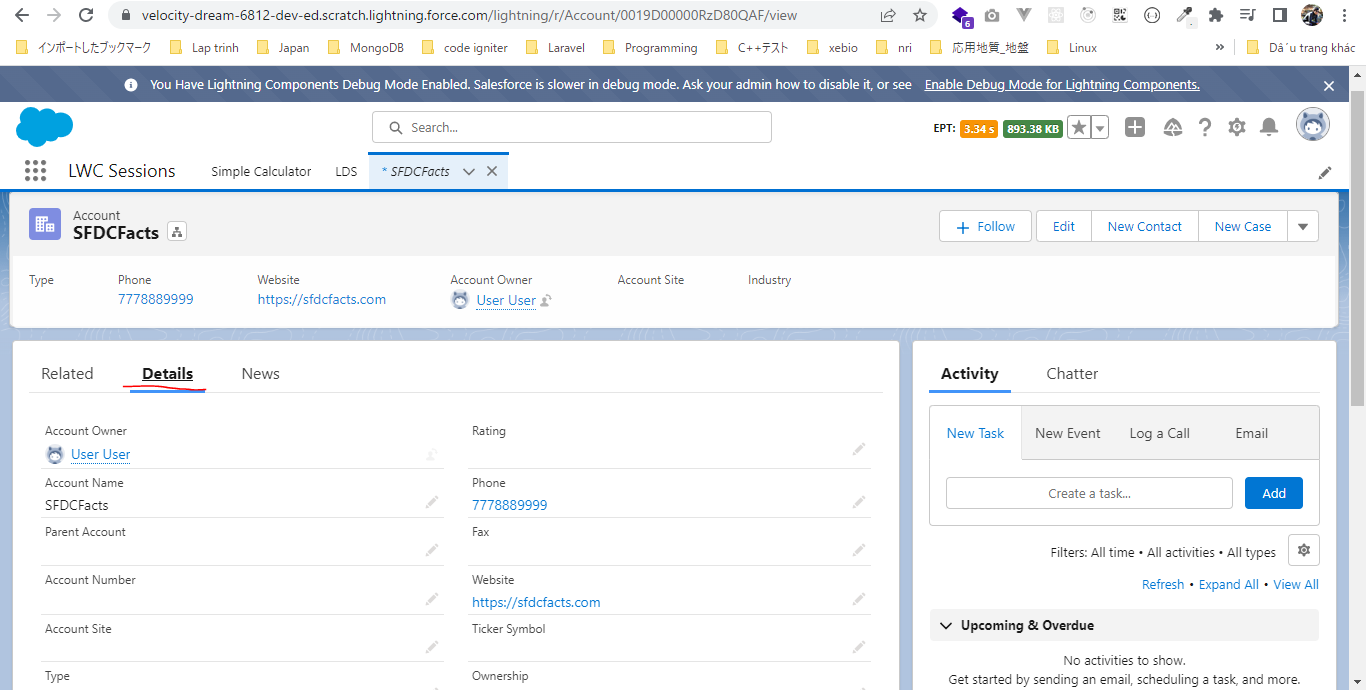 velocity-dream-6812-dev-ed.scratch.lightning.force.com/lightning/r/Account/0019D00000RzD80QAF/view
6
インポートしたブックマーク Lap trinh Japan MongoDB code igniter Laravel Programming C++テスト xebio nri 応用地質_地盤 Linux » Dấu trang khác
You Have Lightning Components Debug Mode Enabled. Salesforce is slower in debug mode. Ask your admin how to disable it, or see Enable Debug Mode for Lightning Components.
Search...
EPT: 3.34 s 893.38 KB
LWC Sessions Simple Calculator LDS * SFDCFacts
Account
SFDCFacts
Follow Edit New Contact New Case
Type Phone Website Account Owner Account Site Industry
7778889999 https://sfdcfacts.com User User
Related Details News
Activity Chatter
Account Owner Rating
User User
Account Name Phone
SFDCFacts 7778889999
Parent Account Fax
Account Number Website
https://sfdcfacts.com
Account Site Ticker Symbol
Type Ownership
New Task New Event Log a Call Email
Create a task... Add
Filters: All time • All activities • All types
Refresh • Expand All • View All
Upcoming & Overdue
No activities to show.
Get started by sending an email, scheduling a task, and more.